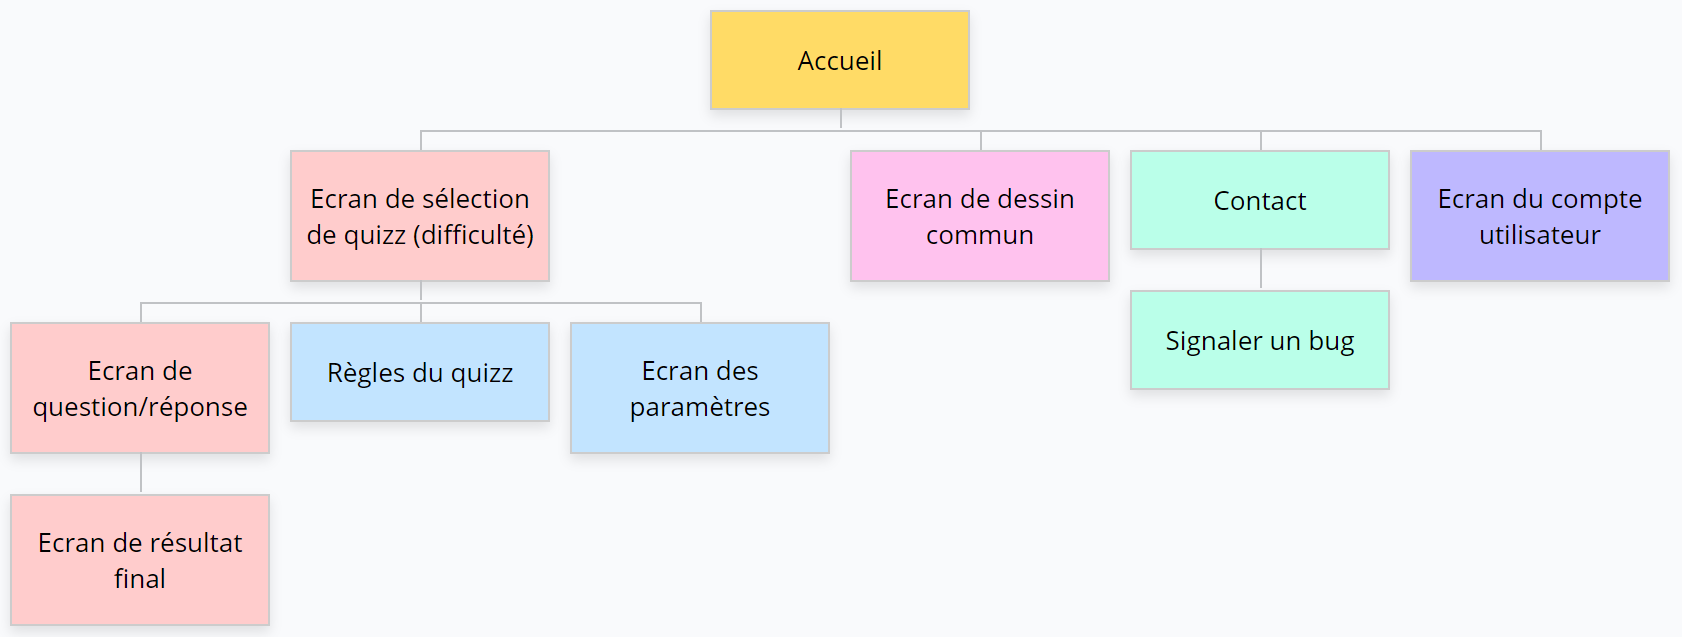 Accueil
Ecran de sélection
de quizz (difficulté)
Ecran de dessin
commun
Contact
Ecran du compte
utilisateur
Signaler un bug
Ecran de
question/réponse
Règles du quizz
Ecran des
paramètres
Ecran de résultat
final